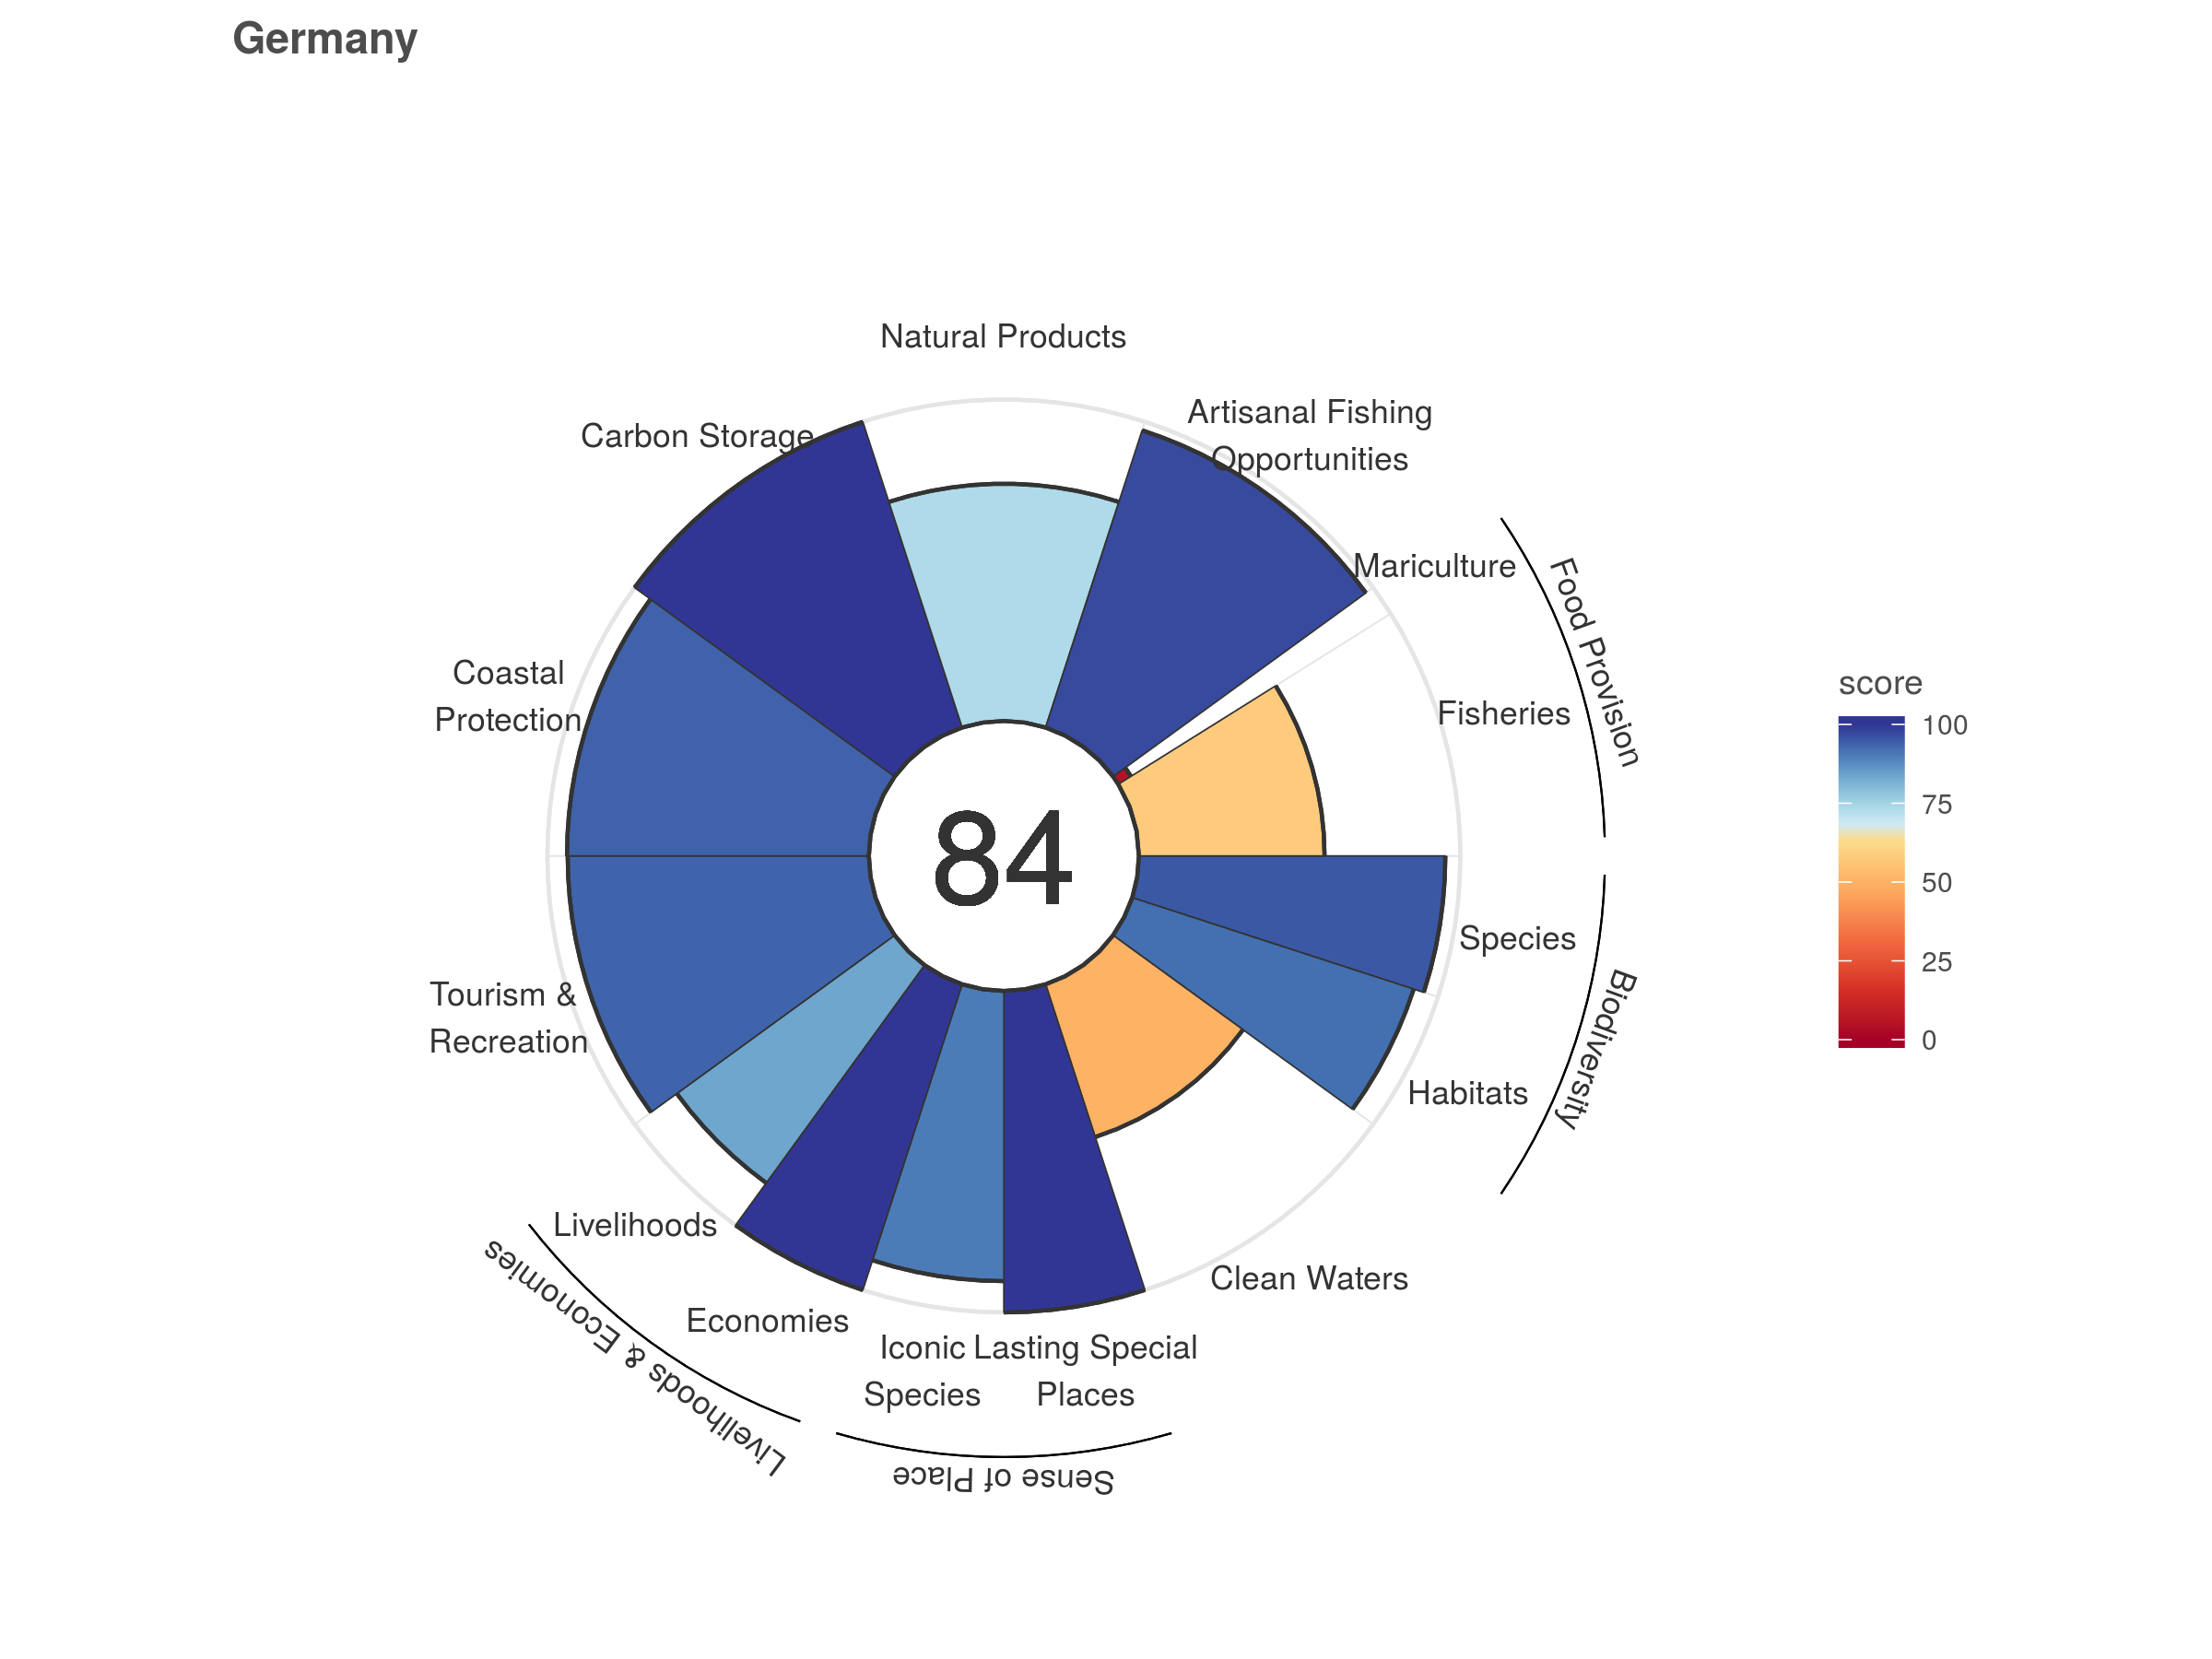 Germany
Natural Products
Artisanal Fishing
Opportunities
Carbon Storage
Mariculture
Food Provision
Fisheries
Coastal
Protection
84
Species
Biodiversity
Habitats
Tourism &
Recreation
Livelihoods
Livelihoods & Economies
Economies
Iconic
Species
Lasting Special
Places
Sense of Place
Clean Waters
score
100
75
50
25
0